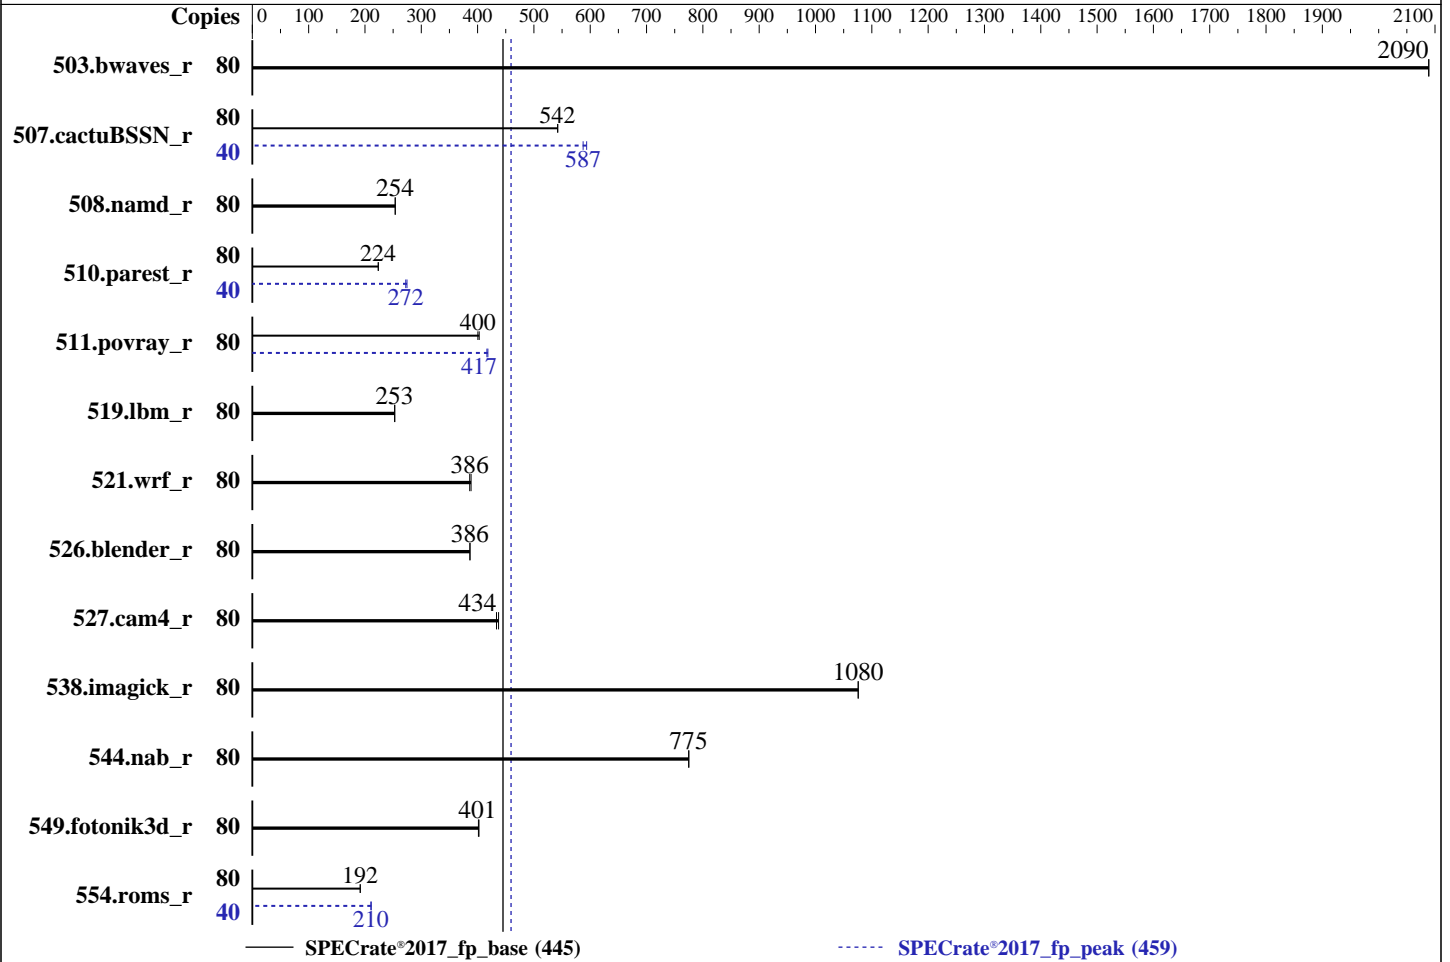 Copies 0 100 200 300 400 500 600 700 800 900 1000 1100 1200 1300 1400 1500 1600 1700 1800 1900 2100
503.bwaves_r 80 2090
507.cactuBSSN_r 80 542
40 587
508.namd_r 80 254
510.parest_r 80 224
40 272
511.povray_r 80 400
417
519.lbm_r 80 253
521.wrf_r 80 386
526.blender_r 80 386
527.cam4_r 80 434
538.imagick_r 80 1080
544.nab_r 80 775
549.fotonik3d_r 80 401
554.roms_r 80 192
40 210
SPECrate®2017_fp_base (445) SPECrate®2017_fp_peak (459)